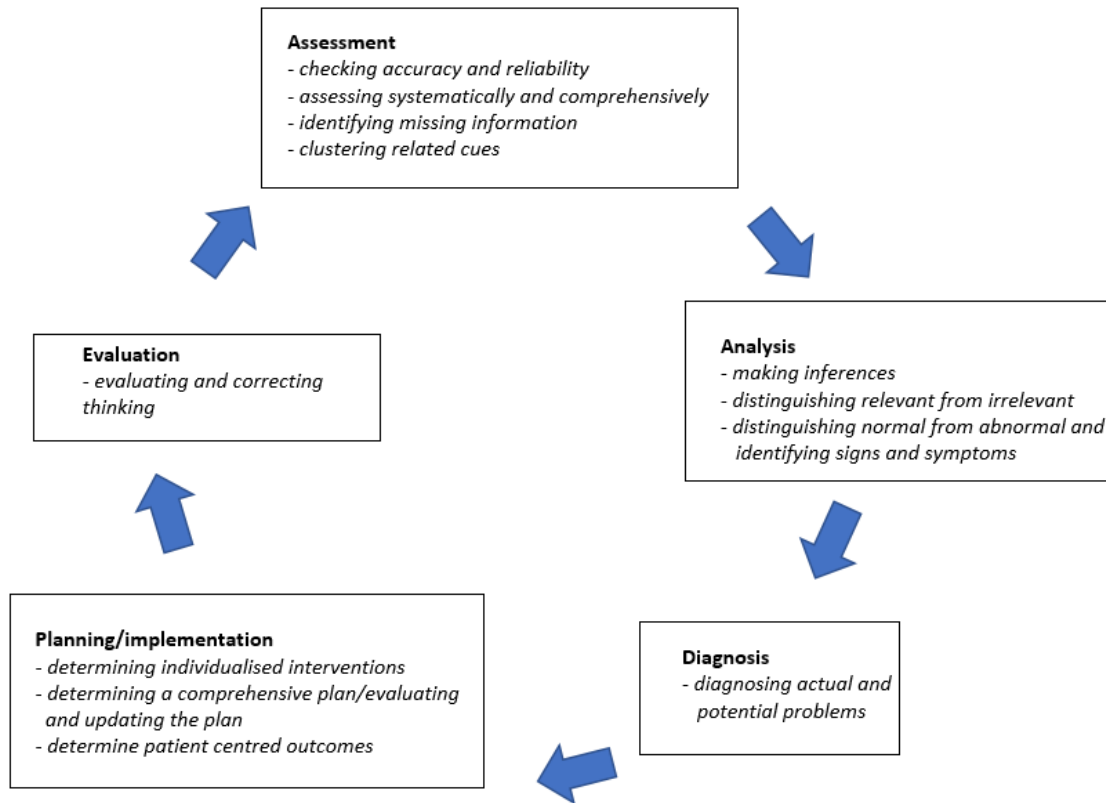 Assessment
- checking accuracy and reliability
- assessing systematically and comprehensively
- identifying missing information
- clustering related cues
Analysis
- making inferences
- distinguishing relevant from irrelevant
- distinguishing normal from abnormal and
identifying signs and symptoms
Diagnosis
- diagnosing actual and
potential problems
Planning/implementation
- determining individualised interventions
- determining a comprehensive plan/evaluating
and updating the plan
- determine patient centred outcomes
Evaluation
- evaluating and correcting
thinking